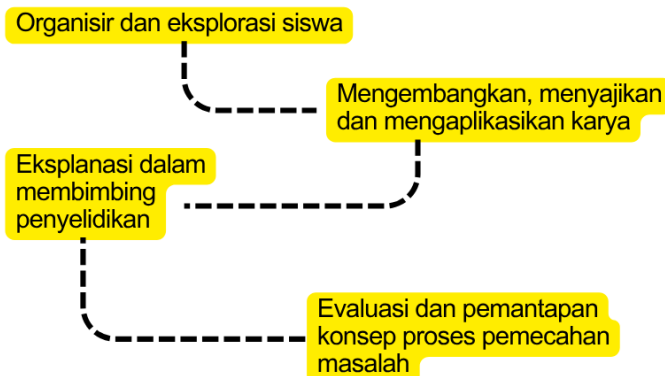 Organisir dan eksplorasi siswa
Mengembangkan, menyajikan
dan mengaplikasikan karya
Eksplanasi dalam
membimbing
penyelidikan
Evaluasi dan pemantapan
konsep proses pemecahan
masalah